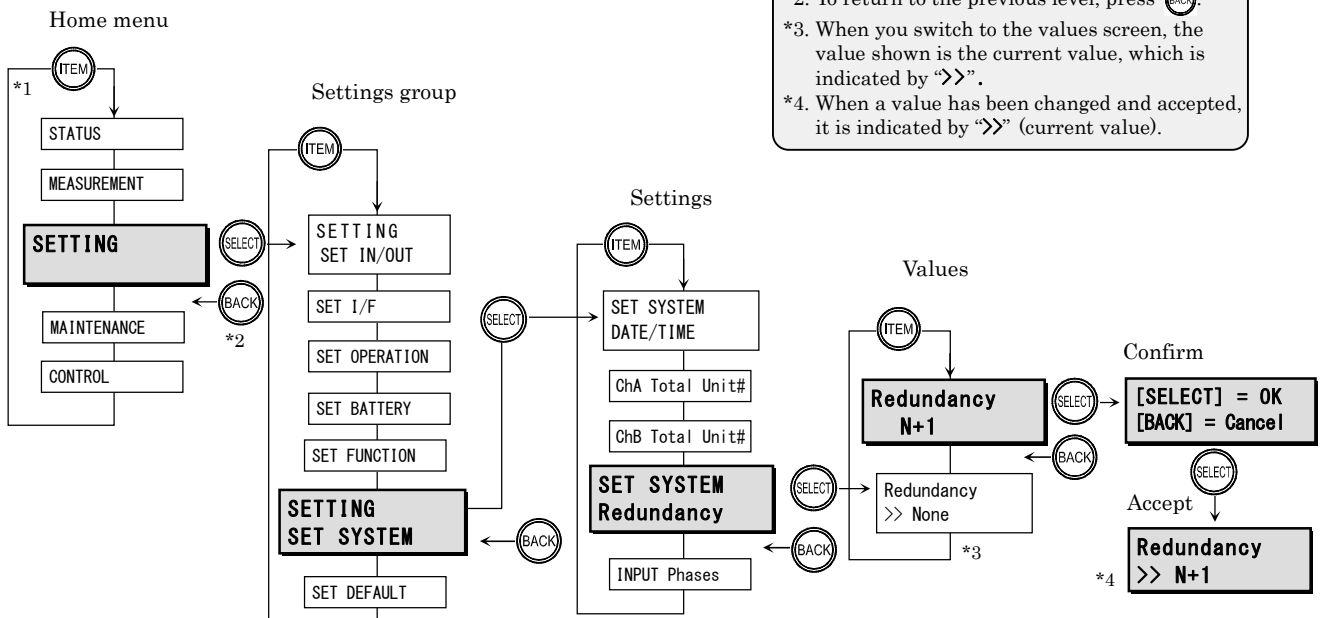 Home menu
ITEM
*1
STATUS
MEASUREMENT
SETTING
MAINTENANCE
CONTROL
SELECT
BACK
*2
Settings group
ITEM
SETTING
SET IN/OUT
SET I/F
SET OPERATION
SET BATTERY
SET FUNCTION
SETTING
SET SYSTEM
SET DEFAULT
SELECT
BACK
Settings
ITEM
SET SYSTEM
DATE/TIME
ChA Total Unit#
ChB Total Unit#
SET SYSTEM
Redundancy
INPUT Phases
SELECT
BACK
Values
ITEM
Redundancy
N+1
Redundancy
>> None
*3
SELECT
BACK
Confirm
[SELECT] = OK
[BACK] = Cancel
SELECT
Accept
Redundancy
>> N+1
*4
2. To return to the previous level, press BACK.
*3. When you switch to the values screen, the
value shown is the current value, which is
indicated by “>>”.
*4. When a value has been changed and accepted,
it is indicated by “>>” (current value).